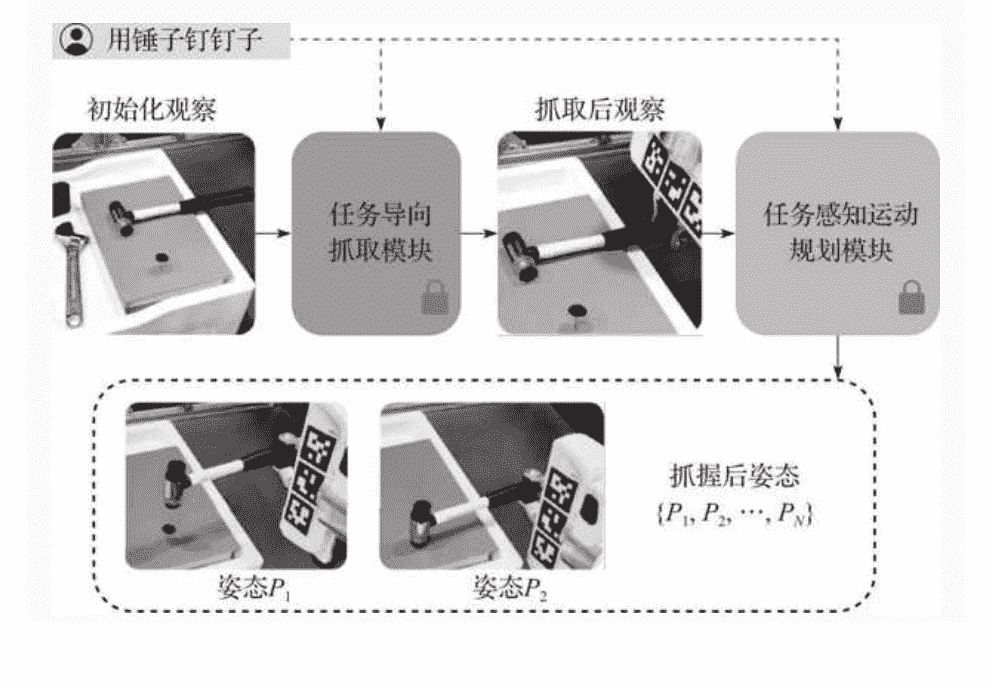 用锤子钉钉子
初始化观察
抓取后观察
任务导向
抓取模块
任务感知运动
规划模块
抓握后姿态
{P1, P2, …, PN}
姿态P1
姿态P2